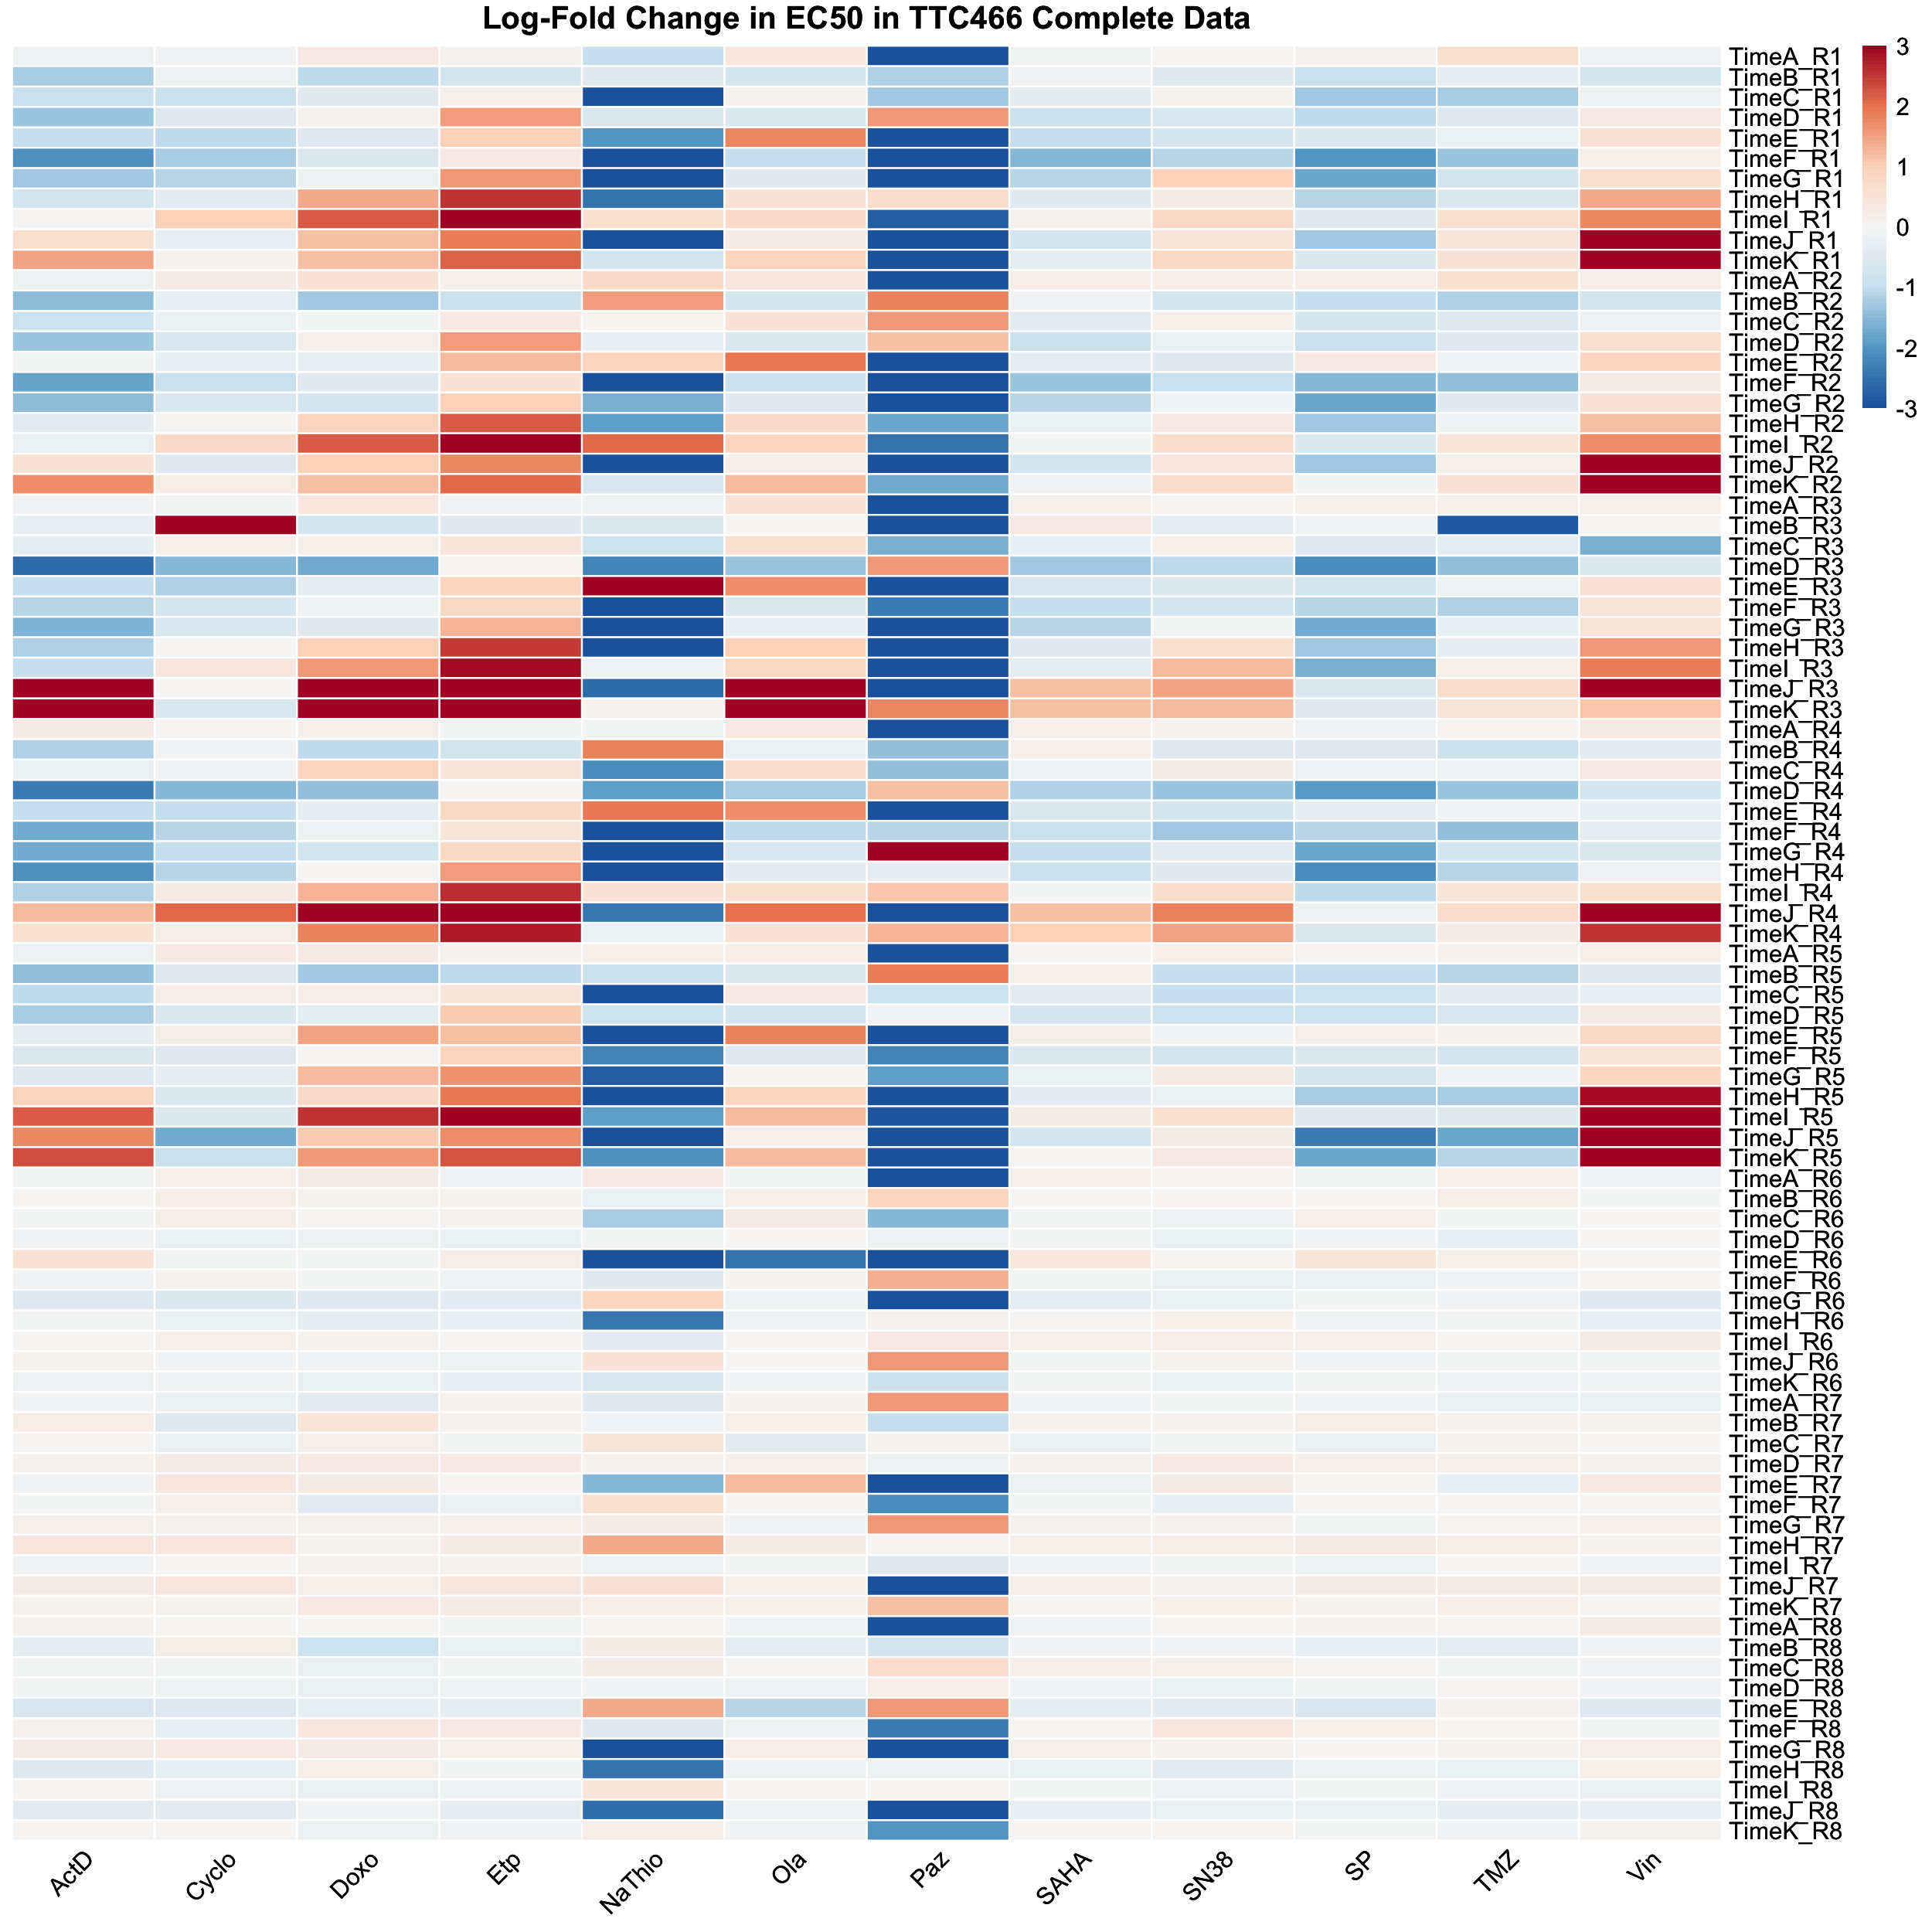 Log-Fold Change in EC50 in TTC466 Complete Data
TimeA_R1
TimeB_R1
TimeC_R1
TimeD_R1
TimeE_R1
TimeF_R1
TimeG_R1
TimeH_R1
TimeI_R1
TimeJ_R1
TimeK_R1
TimeA_R2
TimeB_R2
TimeC_R2
TimeD_R2
TimeE_R2
TimeF_R2
TimeG_R2
TimeH_R2
TimeI_R2
TimeJ_R2
TimeK_R2
TimeA_R3
TimeB_R3
TimeC_R3
TimeD_R3
TimeE_R3
TimeF_R3
TimeG_R3
TimeH_R3
TimeI_R3
TimeJ_R3
TimeK_R3
TimeA_R4
TimeB_R4
TimeC_R4
TimeD_R4
TimeE_R4
TimeF_R4
TimeG_R4
TimeH_R4
TimeI_R4
TimeJ_R4
TimeK_R4
TimeA_R5
TimeB_R5
TimeC_R5
TimeD_R5
TimeE_R5
TimeF_R5
TimeG_R5
TimeH_R5
TimeI_R5
TimeJ_R5
TimeK_R5
TimeA_R6
TimeB_R6
TimeC_R6
TimeD_R6
TimeE_R6
TimeF_R6
TimeG_R6
TimeH_R6
TimeI_R6
TimeJ_R6
TimeK_R6
TimeA_R7
TimeB_R7
TimeC_R7
TimeD_R7
TimeE_R7
TimeF_R7
TimeG_R7
TimeH_R7
TimeI_R7
TimeJ_R7
TimeK_R7
TimeA_R8
TimeB_R8
TimeC_R8
TimeD_R8
TimeE_R8
TimeF_R8
TimeG_R8
TimeH_R8
TimeI_R8
TimeJ_R8
TimeK_R8
3
2
1
0
-1
-2
-3
ActD
Cyclo
Doxo
Etp
NaThio
Ola
Paz
SAHA
SN38
SP
TMZ
Vin